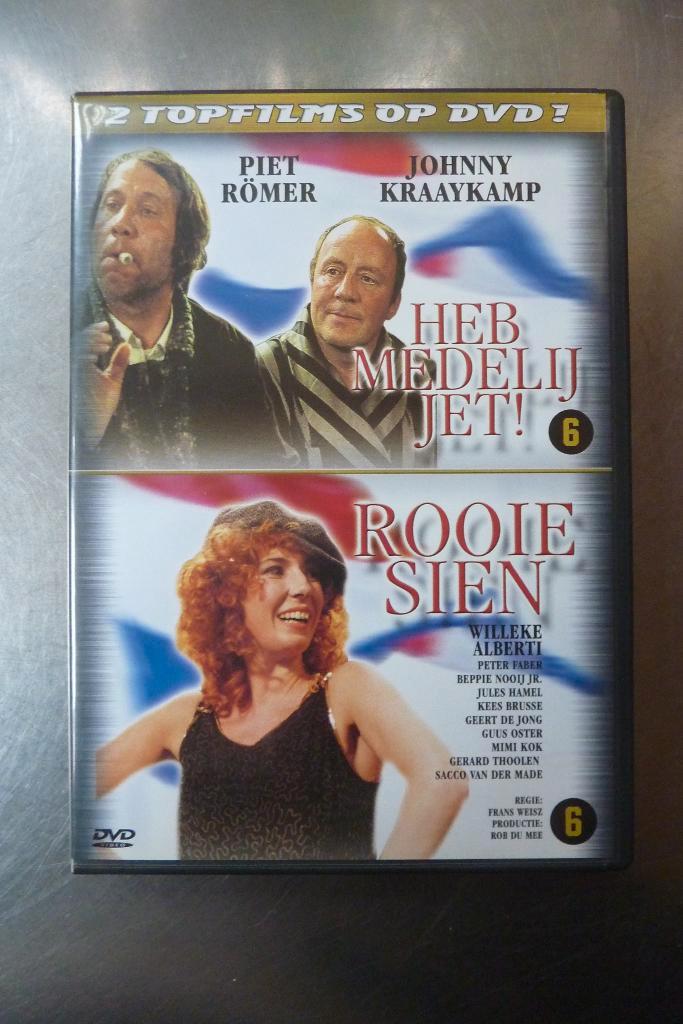 2 TOPFILMS OP DVD!
PIET
RÖMER
JOHNNY
KRAAYKAMP
HEB
MEDELIJ
JET!
6
ROOIE
SIEN
WILLEKE
ALBERTI
PETER FABER
BEPPIE NOOIJ JR.
JULES HAMEL
KEES BRUSSE
GEERT DE JONG
GUUS OSTER
MIMI KOK
GERARD THOOLEN
SACCO VAN DER MADE
REGIE:
FRANS WEISZ
PRODUCTIE:
ROB DU MEE
6
DVD
VIDEO